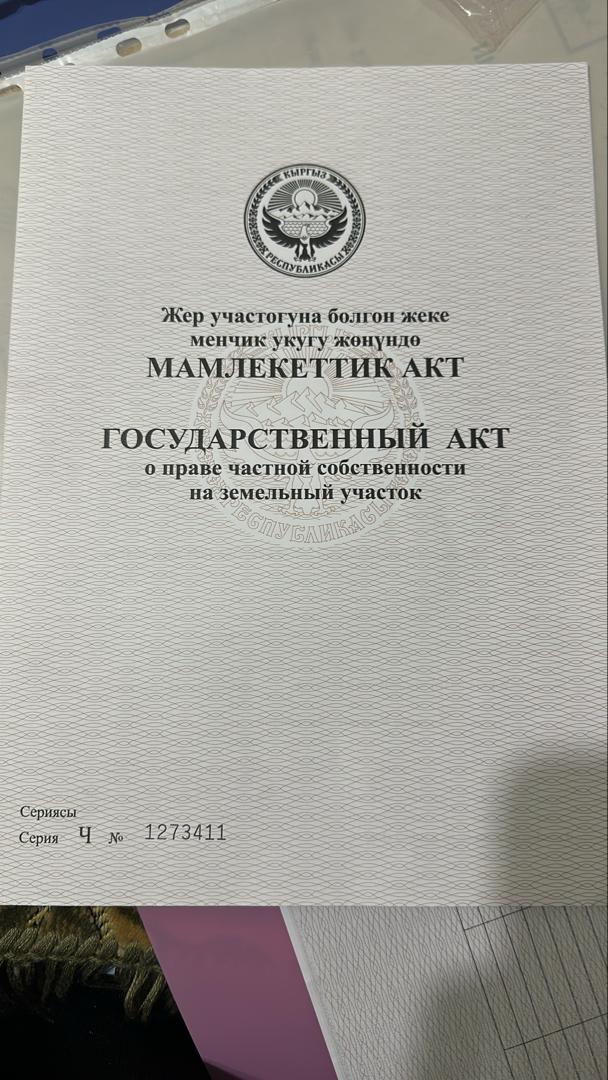 КЫРГЫЗ
РЕСПУБЛИКАСЫ
Жер участогуна болгон жеке
менчик укугу жөнүндө
МАМЛЕКЕТТИК АКТ
ГОСУДАРСТВЕННЫЙ АКТ
о праве частной собственности
на земельный участок
РЕСПУБЛИКАСЫ
Сериясы
Серия Ч № 1273411